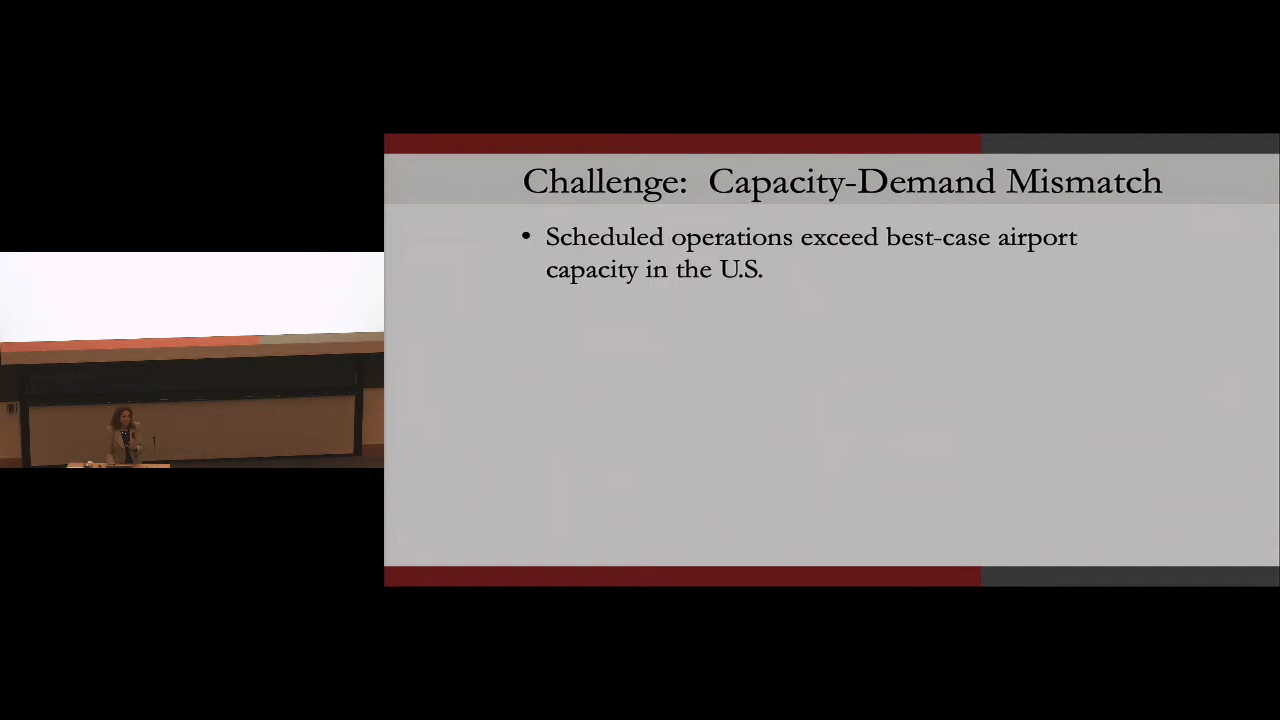 Challenge:  Capacity-Demand Mismatch
• Scheduled operations exceed best-case airport
capacity in the U.S.